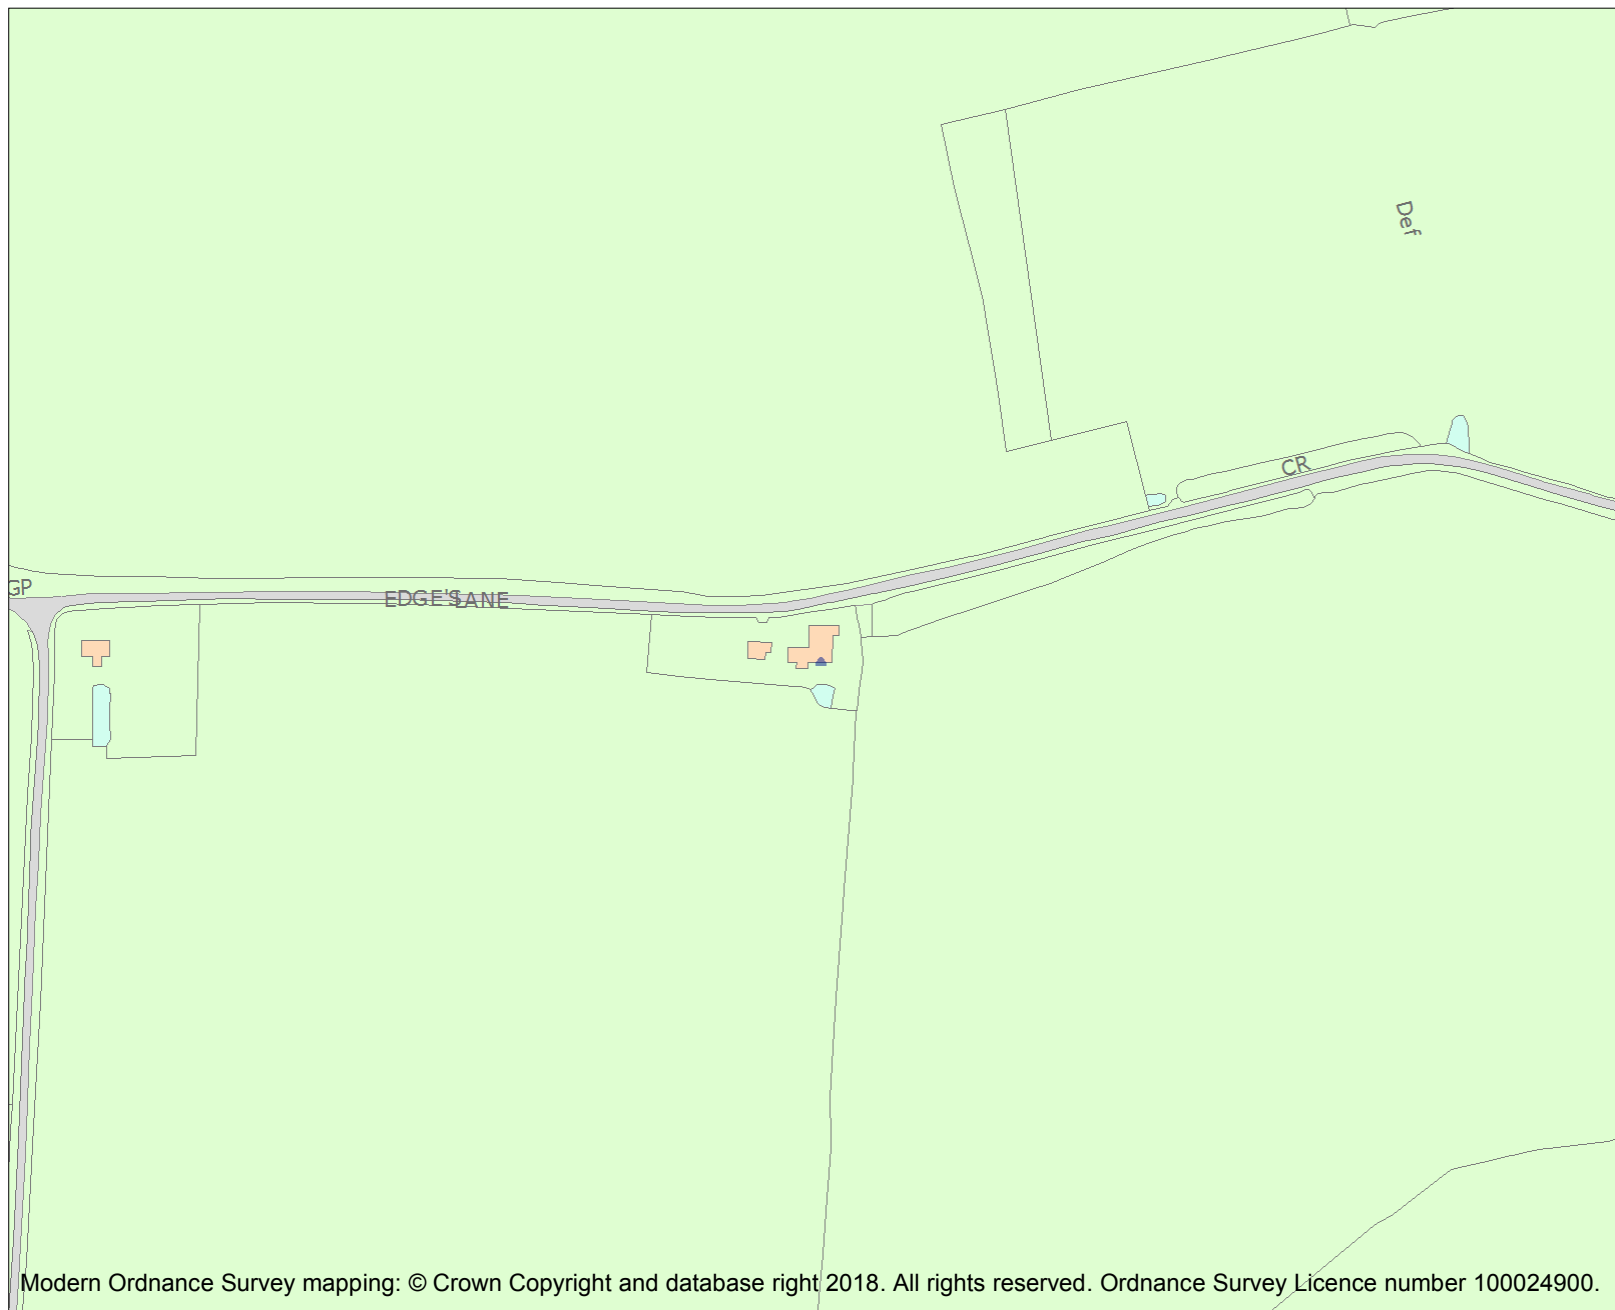 Def
CR
GP
EDGE'S LANE
Modern Ordnance Survey mapping: © Crown Copyright and database right 2018. All rights reserved. Ordnance Survey Licence number 100024900.